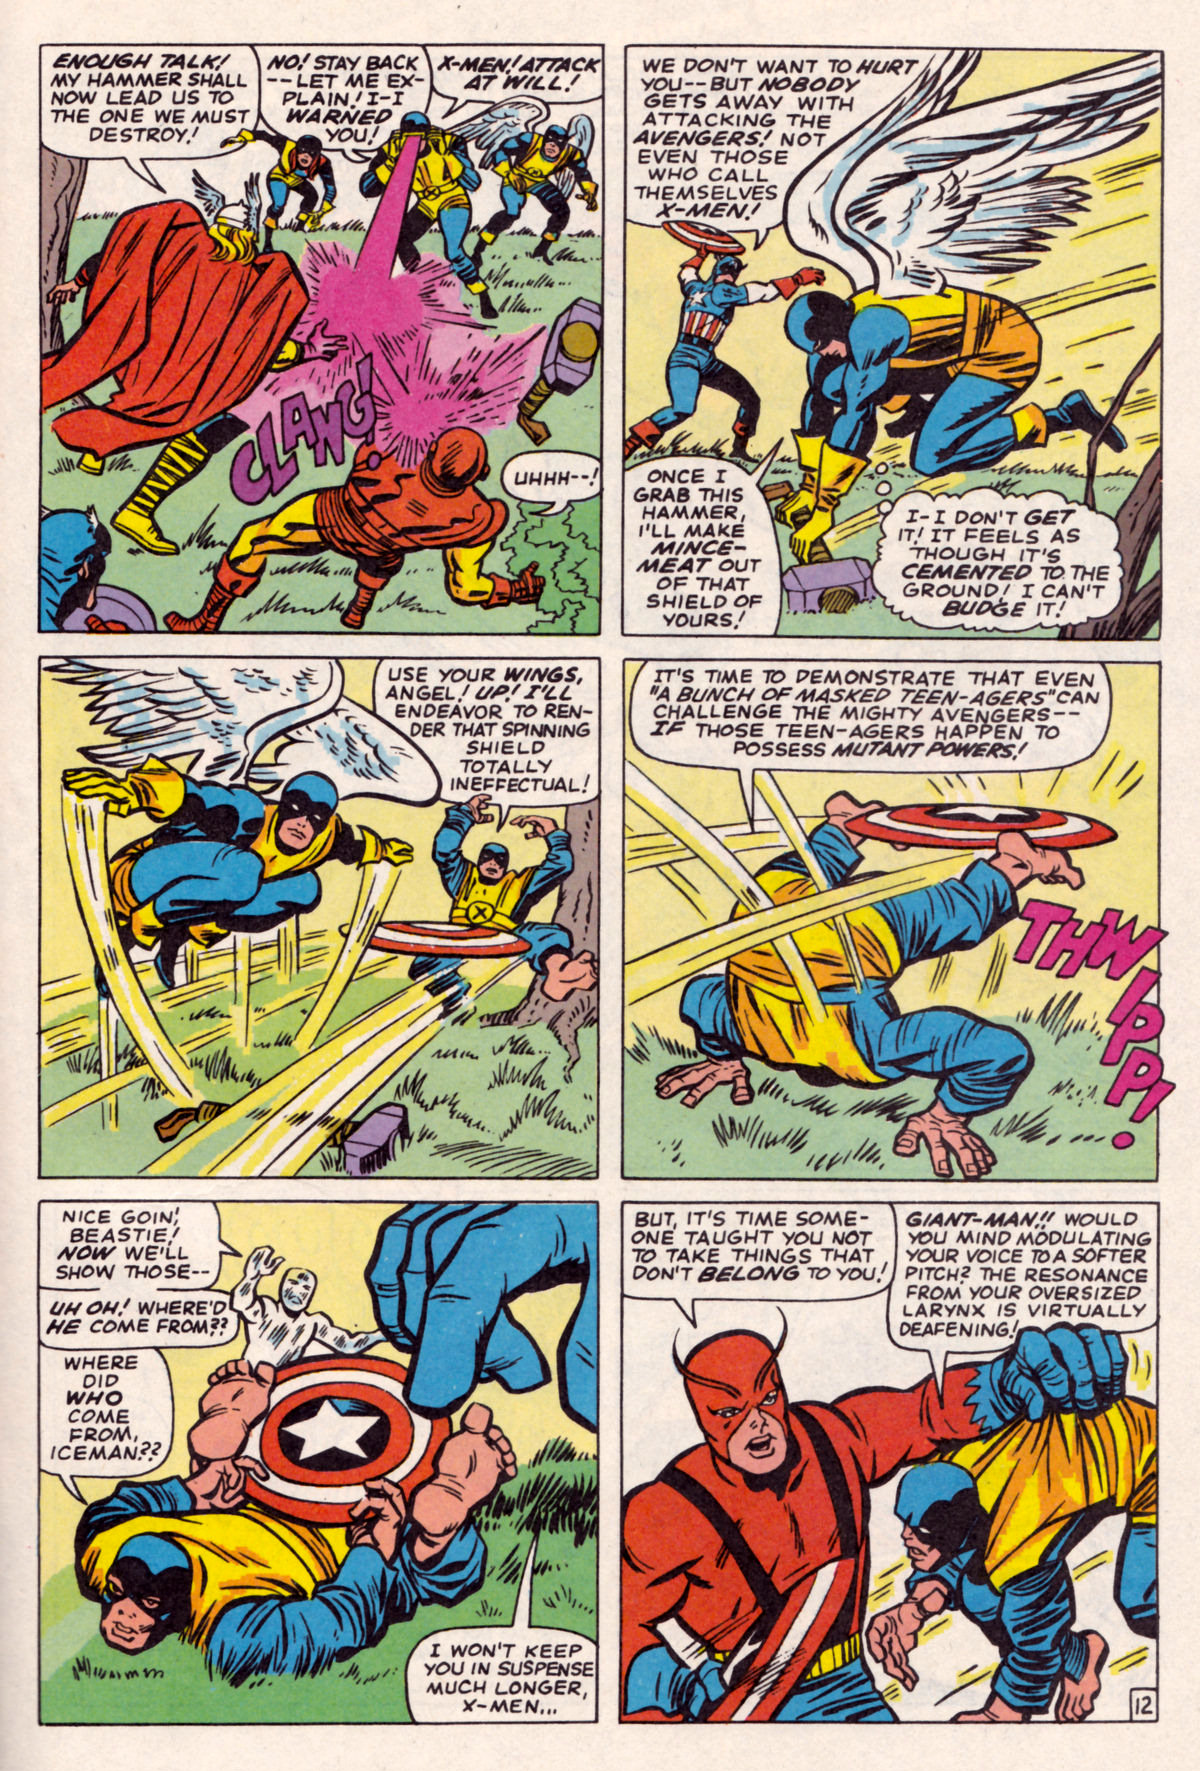 ENOUGH TALK!
MY HAMMER SHALL
NOW LEAD US TO
THE ONE WE MUST
DESTROY!
NO! STAY BACK
--LET ME EX-
PLAIN! I-I
WARNED
YOU!
X-MEN! ATTACK
AT WILL!
CLANG!
UHHH--!
WE DON'T WANT TO HURT
YOU--BUT NOBODY
GETS AWAY WITH
ATTACKING THE
AVENGERS! NOT
EVEN THOSE
WHO CALL
THEMSELVES
X-MEN!
ONCE I
GRAB THIS
HAMMER,
I'LL MAKE
MINCE-
MEAT OUT
OF THAT
SHIELD OF
YOURS!
I-I DON'T GET
IT! IT FEELS AS
THOUGH IT'S
CEMENTED TO THE
GROUND! I CAN'T
BUDGE IT!
USE YOUR WINGS,
ANGEL! UP! I'LL
ENDEAVOR TO REN-
DER THAT SPINNING
SHIELD
TOTALLY
INEFFECTUAL!
X
IT'S TIME TO DEMONSTRATE THAT EVEN
"A BUNCH OF MASKED TEEN-AGERS" CAN
CHALLENGE THE MIGHTY AVENGERS--
IF THOSE TEEN-AGERS HAPPEN TO
POSSESS MUTANT POWERS!
THWIPP!
NICE GOIN',
BEASTIE!
NOW WE'LL
SHOW THOSE--
UH OH! WHERE'D
HE COME FROM??
WHERE
DID
WHO
COME
FROM,
ICEMAN??
I WON'T KEEP
YOU IN SUSPENSE
MUCH LONGER,
X-MEN...
BUT, IT'S TIME SOME-
ONE TAUGHT YOU NOT
TO TAKE THINGS THAT
DON'T BELONG TO YOU!
GIANT-MAN!! WOULD
YOU MIND MODULATING
YOUR VOICE TO A SOFTER
PITCH? THE RESONANCE
FROM YOUR OVERSIZED
LARYNX IS VIRTUALLY
DEAFENING!
12